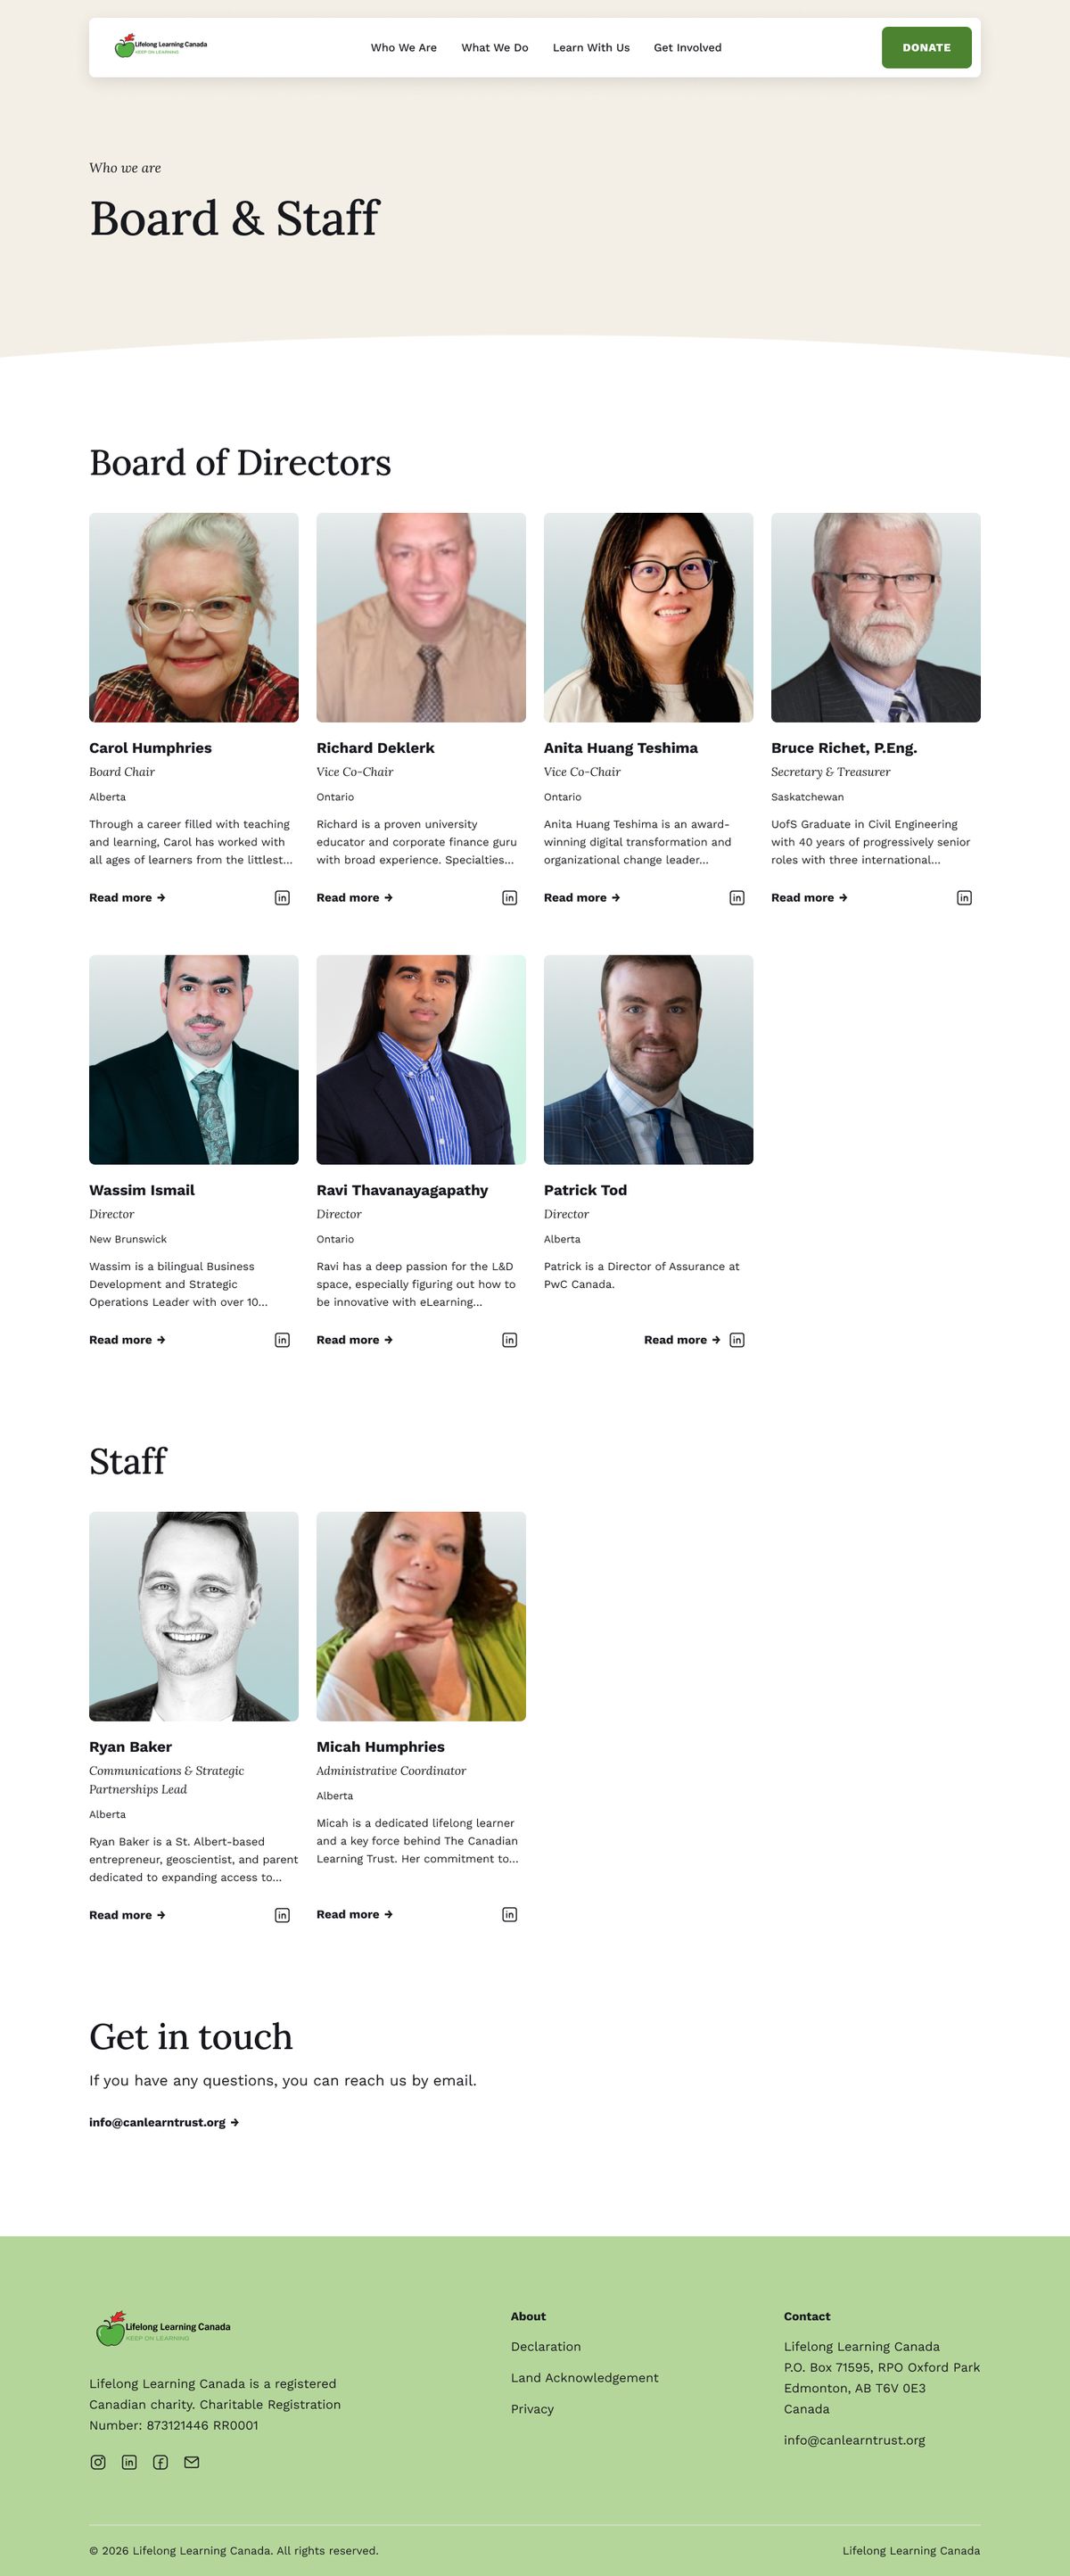 Lifelong Learning Canada
KEEP ON LEARNING
Who We Are
What We Do
Learn With Us
Get Involved
DONATE
Who we are
Board & Staff
Board of Directors
Carol Humphries
Board Chair
Alberta
Through a career filled with teaching
and learning, Carol has worked with
all ages of learners from the littlest...
Read more →
Richard Deklerk
Vice Co-Chair
Ontario
Richard is a proven university
educator and corporate finance guru
with broad experience. Specialties...
Read more →
Anita Huang Teshima
Vice Co-Chair
Ontario
Anita Huang Teshima is an award-
winning digital transformation and
organizational change leader...
Read more →
Bruce Richet, P.Eng.
Secretary & Treasurer
Saskatchewan
UofS Graduate in Civil Engineering
with 40 years of progressively senior
roles with three international...
Read more →
Wassim Ismail
Director
New Brunswick
Wassim is a bilingual Business
Development and Strategic
Operations Leader with over 10...
Read more →
Ravi Thavanayagapathy
Director
Ontario
Ravi has a deep passion for the L&D
space, especially figuring out how to
be innovative with eLearning...
Read more →
Patrick Tod
Director
Alberta
Patrick is a Director of Assurance at
PwC Canada.
Read more →
Staff
Ryan Baker
Communications & Strategic
Partnerships Lead
Alberta
Ryan Baker is a St. Albert-based
entrepreneur, geoscientist, and parent
dedicated to expanding access to...
Read more →
Micah Humphries
Administrative Coordinator
Alberta
Micah is a dedicated lifelong learner
and a key force behind The Canadian
Learning Trust. Her commitment to...
Read more →
Get in touch
If you have any questions, you can reach us by email.
info@canlearntrust.org →
Lifelong Learning Canada
KEEP ON LEARNING
Lifelong Learning Canada is a registered
Canadian charity. Charitable Registration
Number: 873121446 RR0001
About
Declaration
Land Acknowledgement
Privacy
Contact
Lifelong Learning Canada
P.O. Box 71595, RPO Oxford Park
Edmonton, AB T6V 0E3
Canada
info@canlearntrust.org
© 2026 Lifelong Learning Canada. All rights reserved.
Lifelong Learning Canada